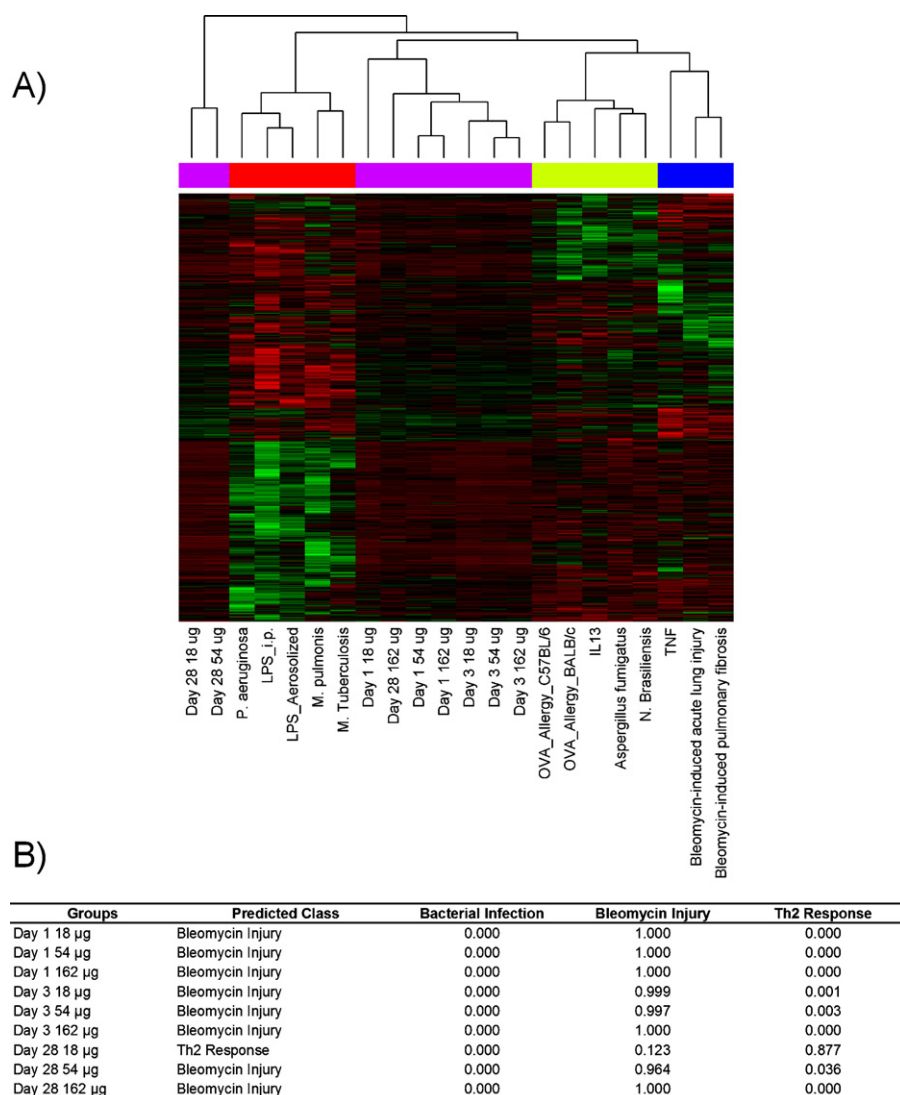 A)
Day 28 18 ug
Day 28 54 ug
P. aeruginosa
LPS_i.p.
LPS_Aerosolized
M. pulmonis
M. Tuberculosis
Day 1 18 ug
Day 28 162 ug
Day 1 54 ug
Day 1 162 ug
Day 3 18 ug
Day 3 54 ug
Day 3 162 ug
OVA_Allergy_C57BL/6
OVA_Allergy_BALB/c
IL13
Aspergillus fumigatus
N. Brasiliensis
TNF
Bleomycin-induced acute lung injury
Bleomycin-induced pulmonary fibrosis
B)
Groups Predicted Class Bacterial Infection Bleomycin Injury Th2 Response
Day 1 18 µg Bleomycin Injury 0.000 1.000 0.000
Day 1 54 µg Bleomycin Injury 0.000 1.000 0.000
Day 1 162 µg Bleomycin Injury 0.000 1.000 0.000
Day 3 18 µg Bleomycin Injury 0.000 0.999 0.001
Day 3 54 µg Bleomycin Injury 0.000 0.997 0.003
Day 3 162 µg Bleomycin Injury 0.000 1.000 0.000
Day 28 18 µg Th2 Response 0.000 0.123 0.877
Day 28 54 µg Bleomycin Injury 0.000 0.964 0.036
Day 28 162 µg Bleomycin Injury 0.000 1.000 0.000